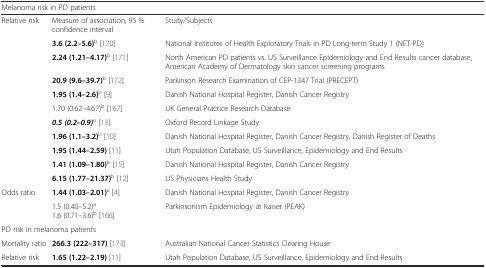 Melanoma risk in PD patients
Relative risk Measure of association, 95 % confidence interval Study/Subjects
3.6 (2.2–5.6)b [170] National Institutes of Health Exploratory Trials in PD Long-term Study 1 (NET-PD)
2.24 (1.21–4.17)b [171] North American PD patients vs. US Surveillance Epidemiology and End Results cancer database, American Academy of Dermatology skin cancer screening programs
20.9 (9.6–39.7)b [172] Parkinson Research Examination of CEP-1347 Trial (PRECEPT)
1.95 (1.4–2.6)b [9] Danish National Hospital Register, Danish Cancer Registry
1.70 (0.62–4.67)b [167] UK General Practice Research Database
0.5 (0.2–0.9)a [13] Oxford Record Linkage Study
1.96 (1.1–3.2)b [10] Danish National Hospital Register, Danish Cancer Registry, Danish Register of Deaths
1.95 (1.44–2.59) [11] Utah Population Database, US Surveillance, Epidemiology and End Results
1.41 (1.09–1.80)b [15] Danish National Hospital Register, Danish Cancer Registry
6.15 (1.77–21.37)b [12] US Physicians Health Study
Odds ratio 1.44 (1.03–2.01)a [4] Danish National Hospital Register, Danish Cancer Registry
1.5 (0.40–5.2)a Parkinsonism Epidemiology at Kaiser (PEAK)
1.6 (0.71–3.6)b [166]
PD risk in melanoma patients
Mortality ratio 266.3 (222–317) [173] Australian National Cancer Statistics Clearing House
Relative risk 1.65 (1.22–2.19) [11] Utah Population Database, US Surveillance, Epidemiology and End Results